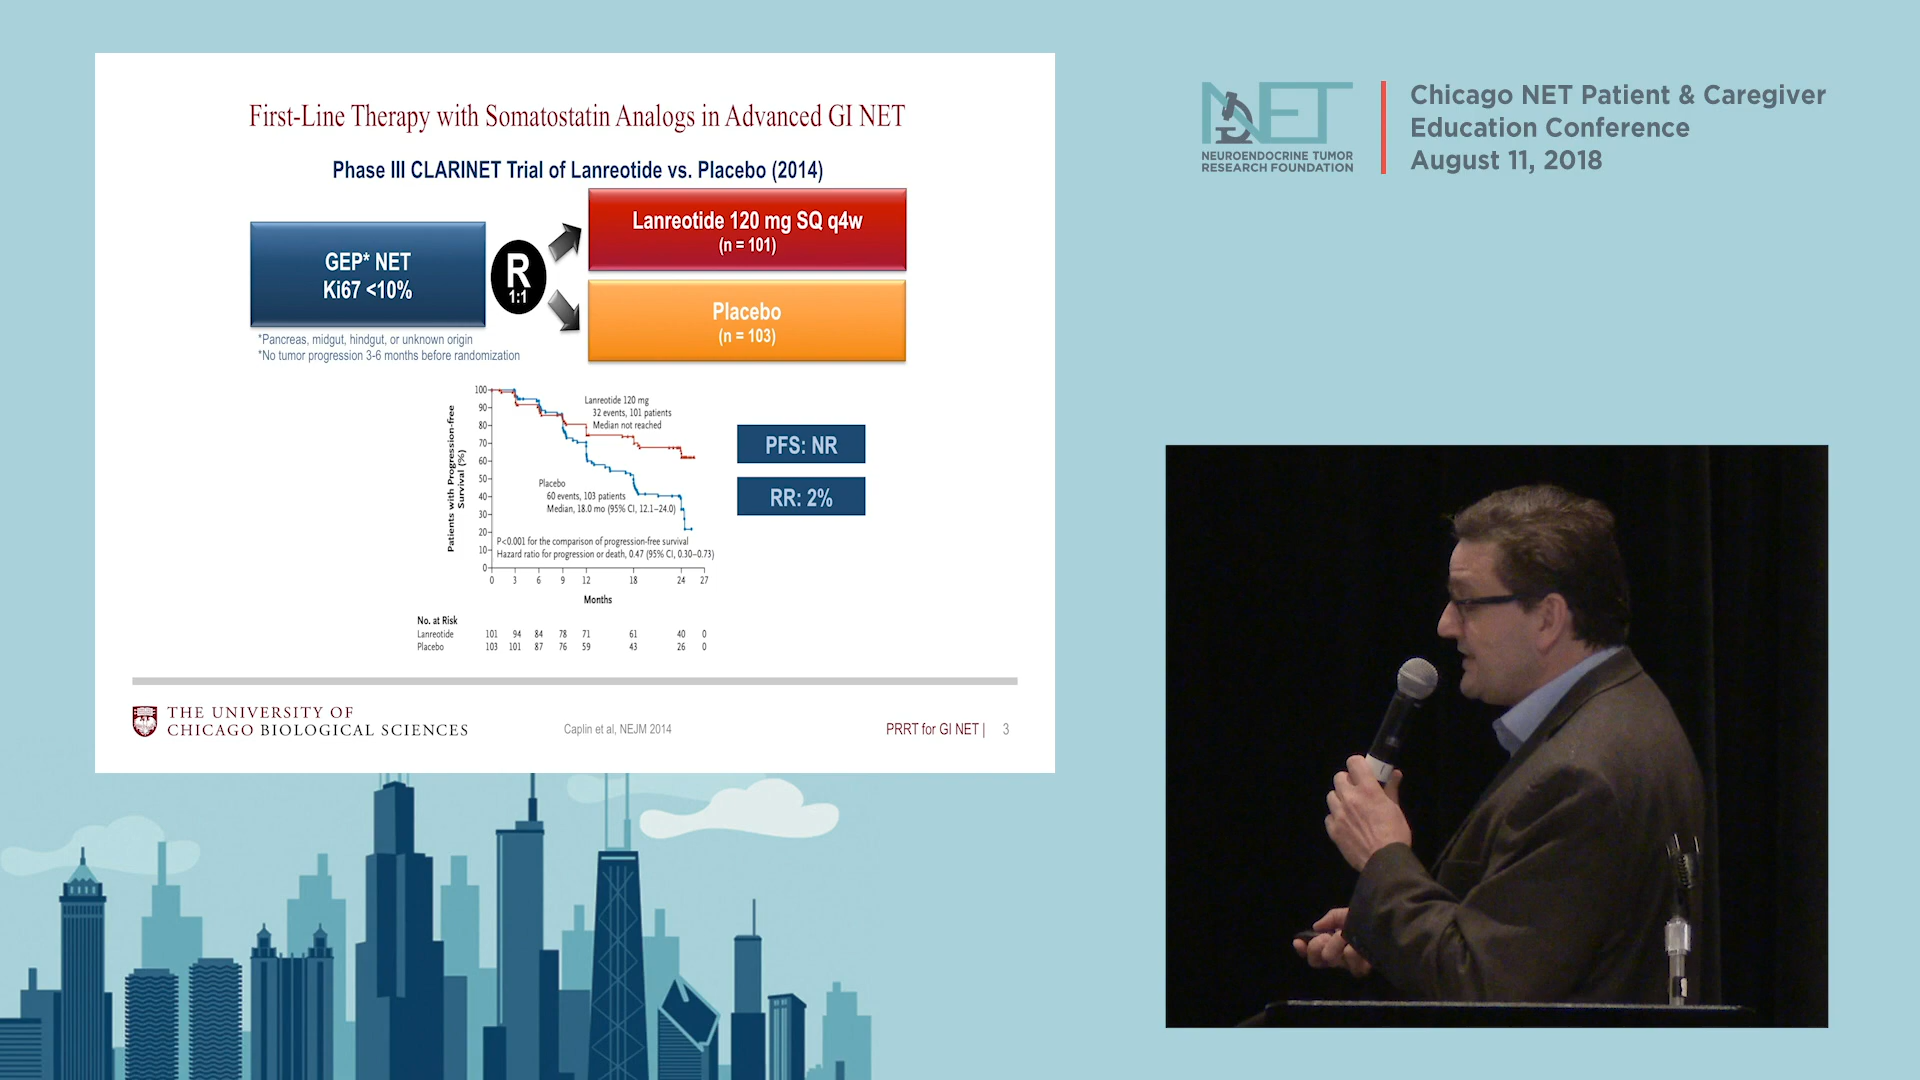 First-Line Therapy with Somatostatin Analogs in Advanced GI NET
Phase III CLARINET Trial of Lanreotide vs. Placebo (2014)
GEP* NET
Ki67 <10%
R
1:1
Lanreotide 120 mg SQ q4w
(n = 101)
Placebo
(n = 103)
*Pancreas, midgut, hindgut, or unknown origin
*No tumor progression 3-6 months before randomization
Patients with Progression-free
Survival (%)
100
90
80
70
60
50
40
30
20
10
0
Lanreotide 120 mg
32 events, 101 patients
Median not reached
Placebo
60 events, 103 patients
Median, 18.0 mo (95% CI, 12.1–24.0)
P<0.001 for the comparison of progression-free survival
Hazard ratio for progression or death, 0.47 (95% CI, 0.30–0.73)
0 3 6 9 12 18 24 27
Months
No. at Risk
Lanreotide 101 94 84 78 71 61 40 0
Placebo 103 101 87 76 59 43 26 0
PFS: NR
RR: 2%
THE UNIVERSITY OF
CHICAGO BIOLOGICAL SCIENCES
Caplin et al, NEJM 2014
PRRT for GI NET | 3
NET
NEUROENDOCRINE TUMOR
RESEARCH FOUNDATION
Chicago NET Patient & Caregiver
Education Conference
August 11, 2018